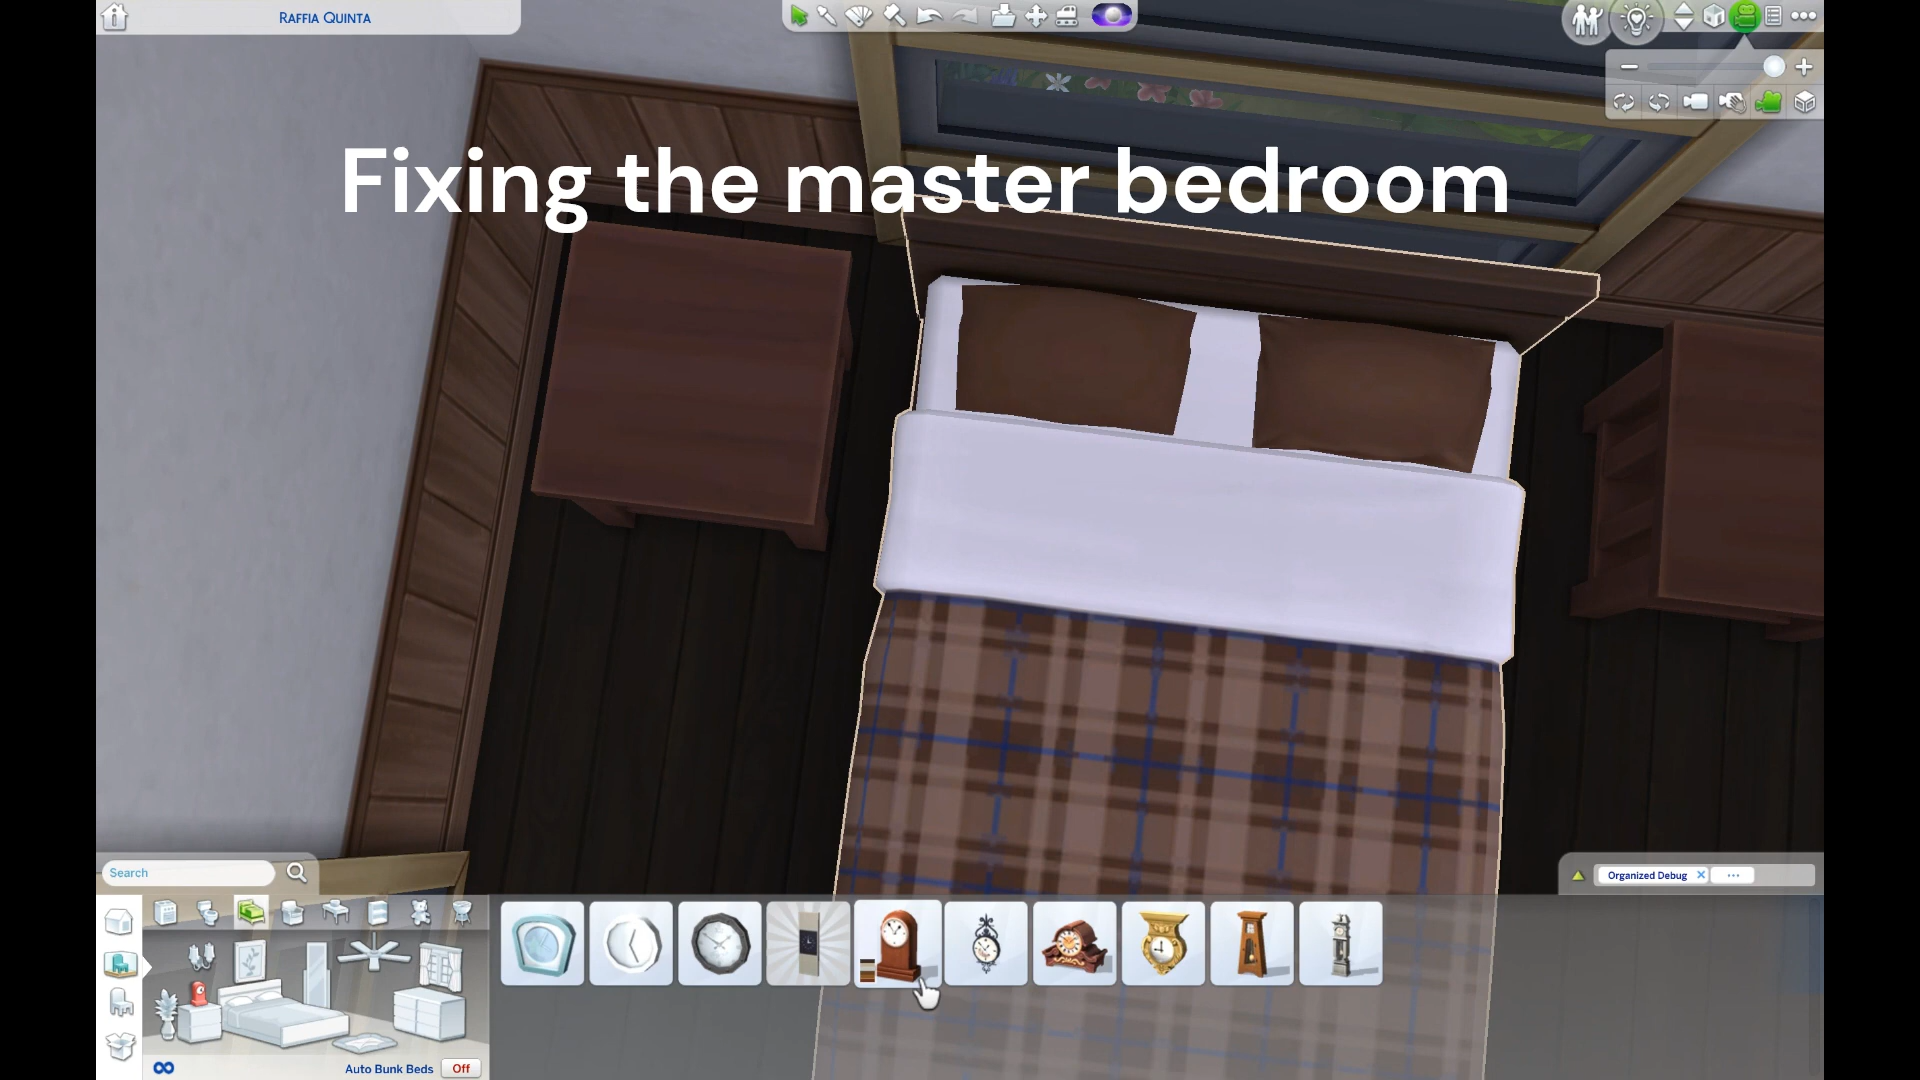 Raffia Quinta
Fixing the master bedroom
Search
Organized Debug
Auto Bunk Beds Off